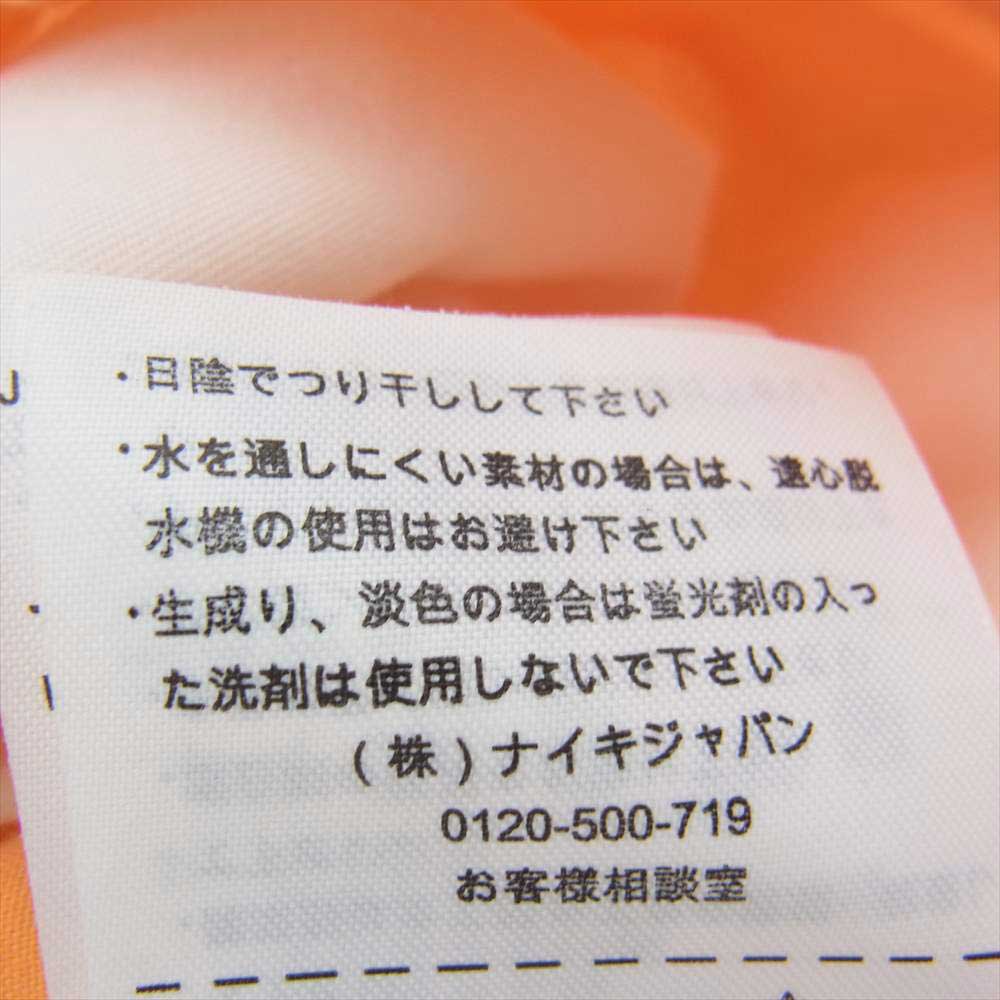 ・日陰でつり干しして下さい
・水を通しにくい素材の場合は、遠心脱
水機の使用はお避け下さい
・生成り、淡色の場合は蛍光剤の入っ
た洗剤は使用しないで下さい
(株)ナイキジャパン
0120-500-719
お客様相談室